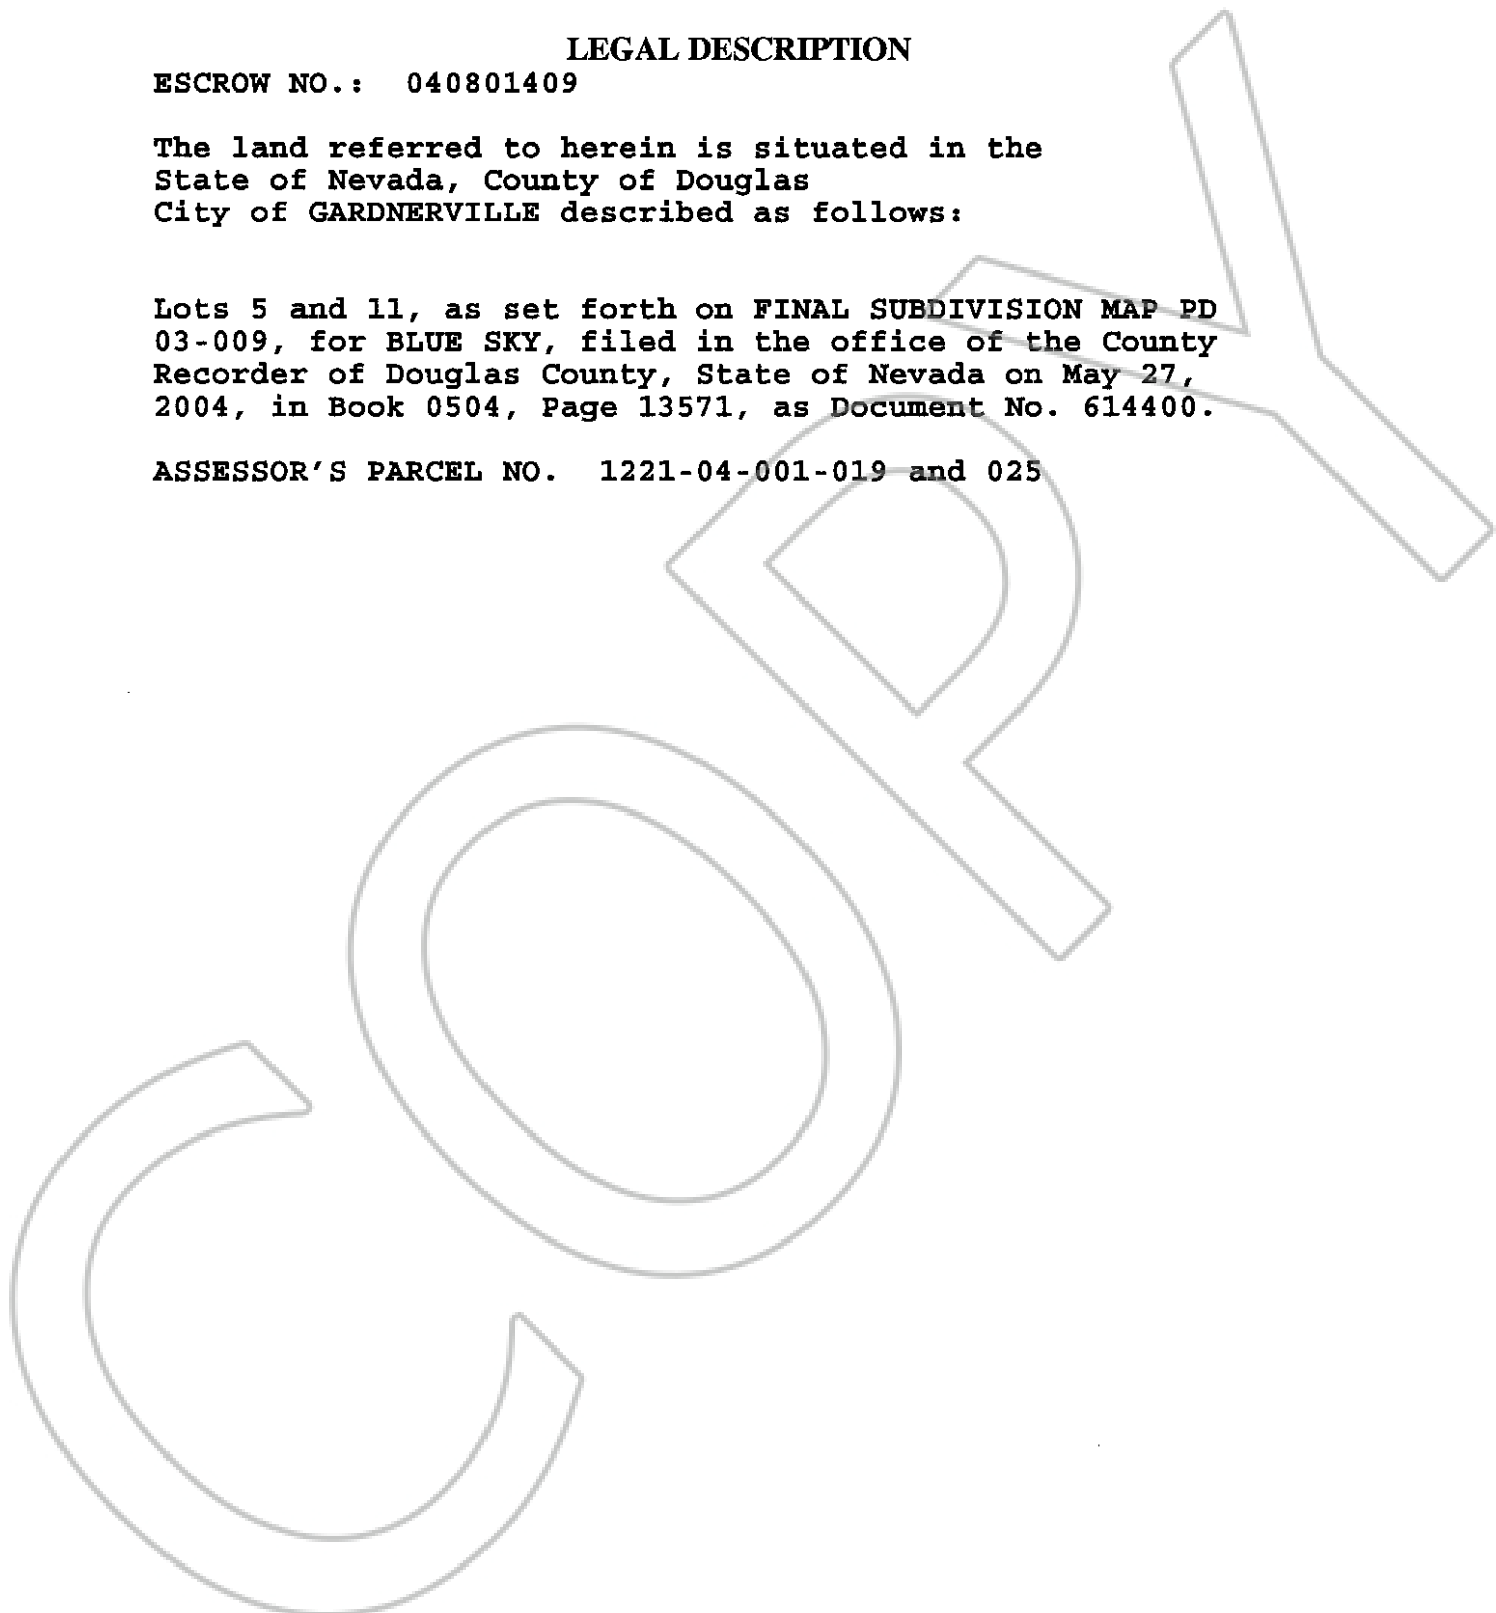 LEGAL DESCRIPTION
ESCROW NO.: 040801409
The land referred to herein is situated in the
State of Nevada, County of Douglas
City of GARDNERVILLE described as follows:
Lots 5 and 11, as set forth on FINAL SUBDIVISION MAP PD
03-009, for BLUE SKY, filed in the office of the County
Recorder of Douglas County, State of Nevada on May 27,
2004, in Book 0504, Page 13571, as Document No. 614400.
ASSESSOR'S PARCEL NO. 1221-04-001-019 and 025
COPY